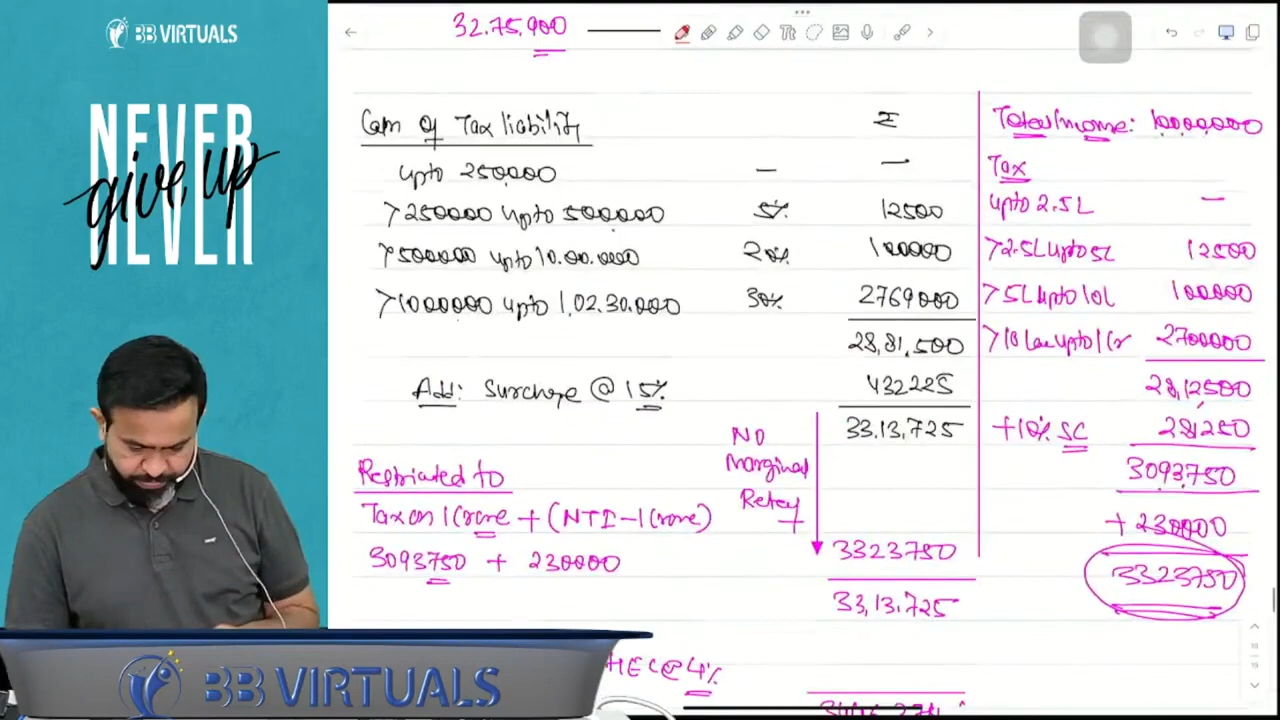 BB VIRTUALS
NEVER
give up
NEVER
32.75.900
Com of Tax liability ₹
upto 250000 — —
>250000 upto 500000 5% 12500
>500000 upto 10.00.000 20% 100000
>1000000 upto 1,02.30.000 30% 2769000
28,81,500
Add: Surcharge @ 15% 432225
33.13.725
Restricted to
Tax on 1 Crore + (NTI - 1 Crore)
3093750 + 230000
No
Marginal
Relief
3323750
33,13.725
HEC@4%
Total Income: 10,000,000
Tax
upto 2.5L —
>2.5L upto 5L 12500
>5L upto 10L 100000
>10 Lac upto 1 Cr 2700000
28,12500
+10% SC 281250
3093750
+ 230000
3323750
BB VIRTUALS